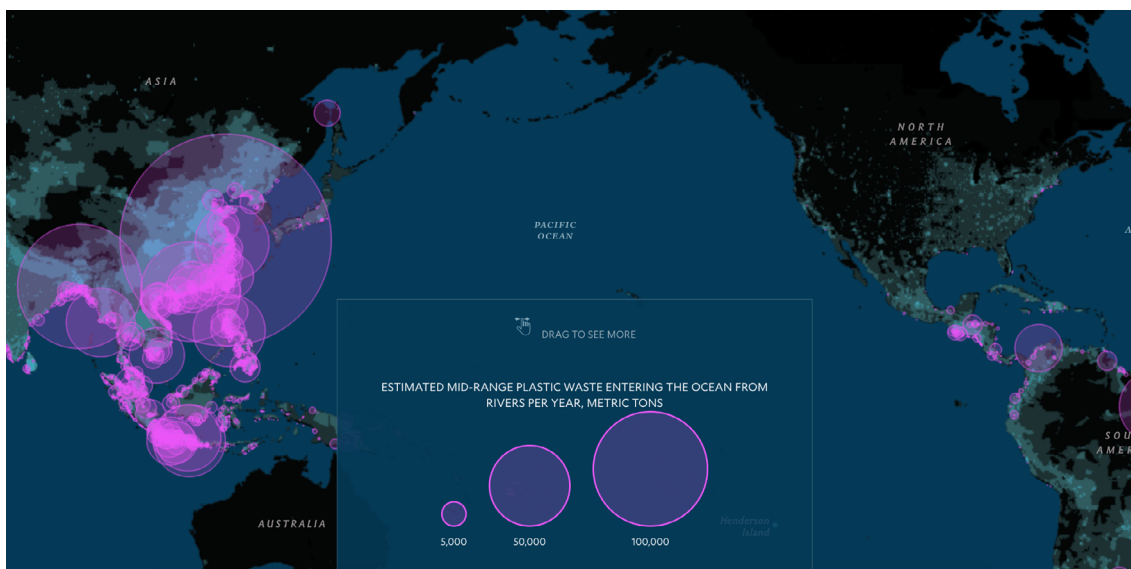 ASIA
NORTH
AMERICA
PACIFIC
OCEAN
DRAG TO SEE MORE
ESTIMATED MID-RANGE PLASTIC WASTE ENTERING THE OCEAN FROM
RIVERS PER YEAR, METRIC TONS
SOU
AMER
AUSTRALIA
Henderson
Island
5,000
50,000
100,000